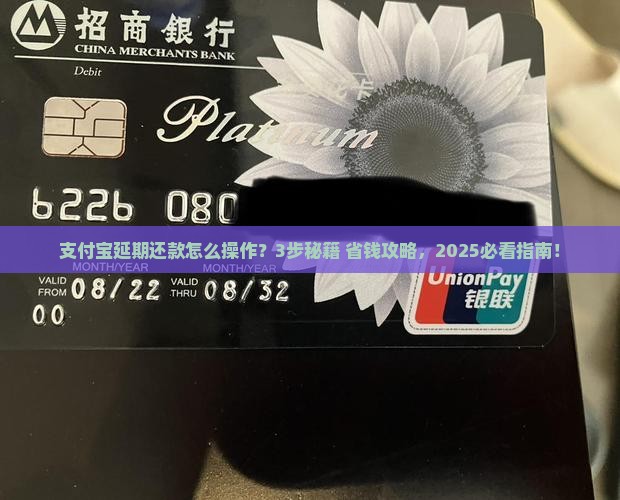 招商銀行
CHINA MERCHANTS BANK
Debit
Platinum
6226 080
支付宝延期还款怎么操作？3步秘籍 省钱攻略，2025必看指南！
MONTH/YEAR MONTH/YEAR
VALID FROM 08/22 VALID THRU 08/32
00
UnionPay
银联